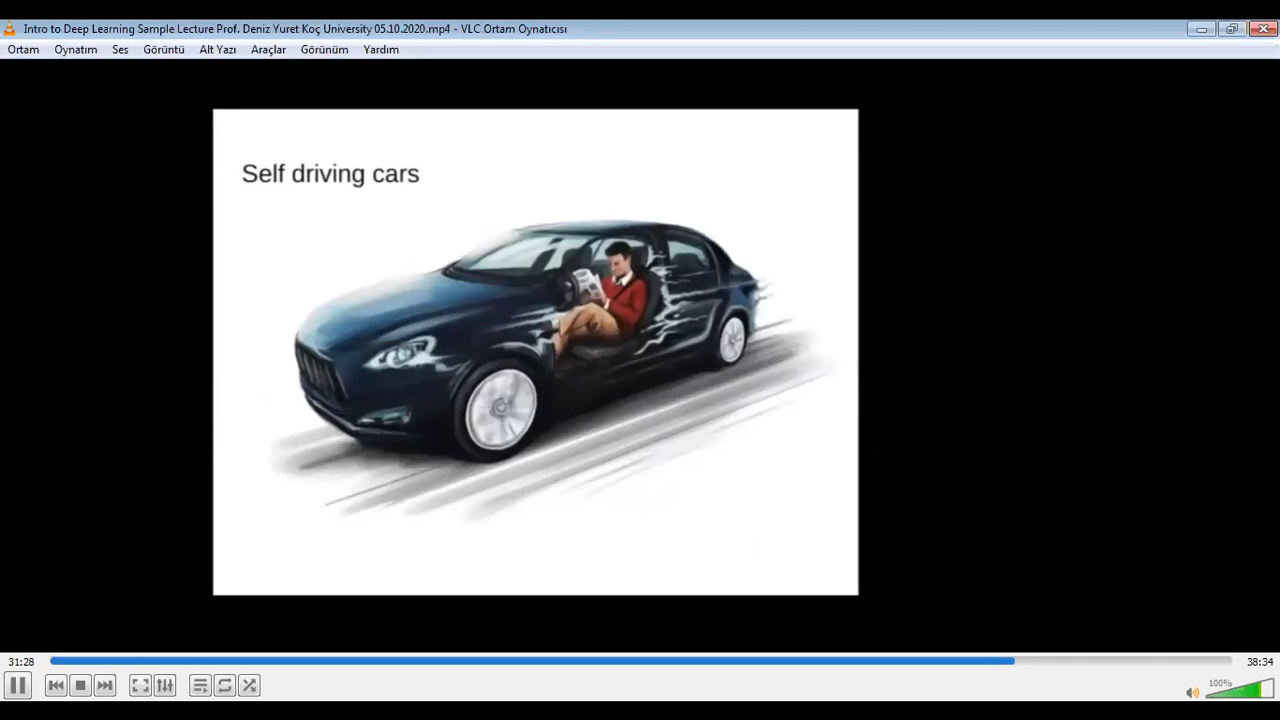 Intro to Deep Learning Sample Lecture Prof. Deniz Yuret Koç University 05.10.2020.mp4 - VLC Ortam Oynatıcısı
Ortam Oynatım Ses Görüntü Alt Yazı Araçlar Görünüm Yardım
Self driving cars
31:28 38:34
100%